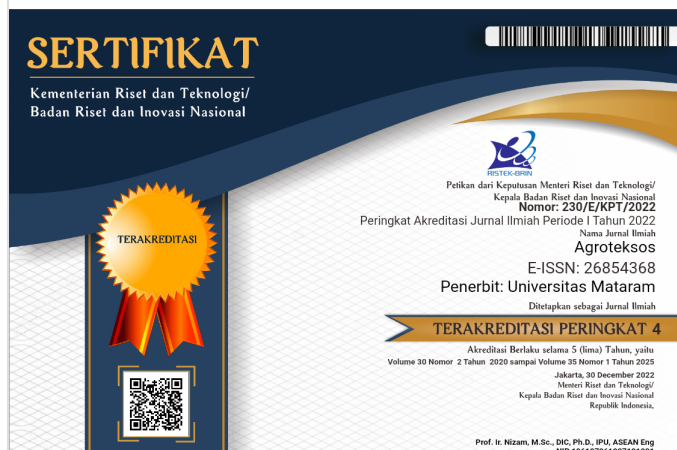 SERTIFIKAT
Kementerian Riset dan Teknologi/
Badan Riset dan Inovasi Nasional
RISTEK-BRIN
Petikan dari Keputusan Menteri Riset dan Teknologi/
Kepala Badan Riset dan Inovasi Nasional
Nomor: 230/E/KPT/2022
Peringkat Akreditasi Jurnal Ilmiah Periode I Tahun 2022
Nama Jurnal Ilmiah
Agroteksos
E-ISSN: 26854368
Penerbit: Universitas Mataram
Ditetapkan sebagai Jurnal Ilmiah
TERAKREDITASI PERINGKAT 4
Akreditasi Berlaku selama 5 (lima) Tahun, yaitu
Volume 30 Nomor 2 Tahun 2020 sampai Volume 35 Nomor 1 Tahun 2025
Jakarta, 30 December 2022
Menteri Riset dan Teknologi/
Kepala Badan Riset dan Inovasi Nasional
Republik Indonesia,
TERAKREDITASI
Prof. Ir. Nizam, M.Sc., DIC, Ph.D., IPU, ASEAN Eng